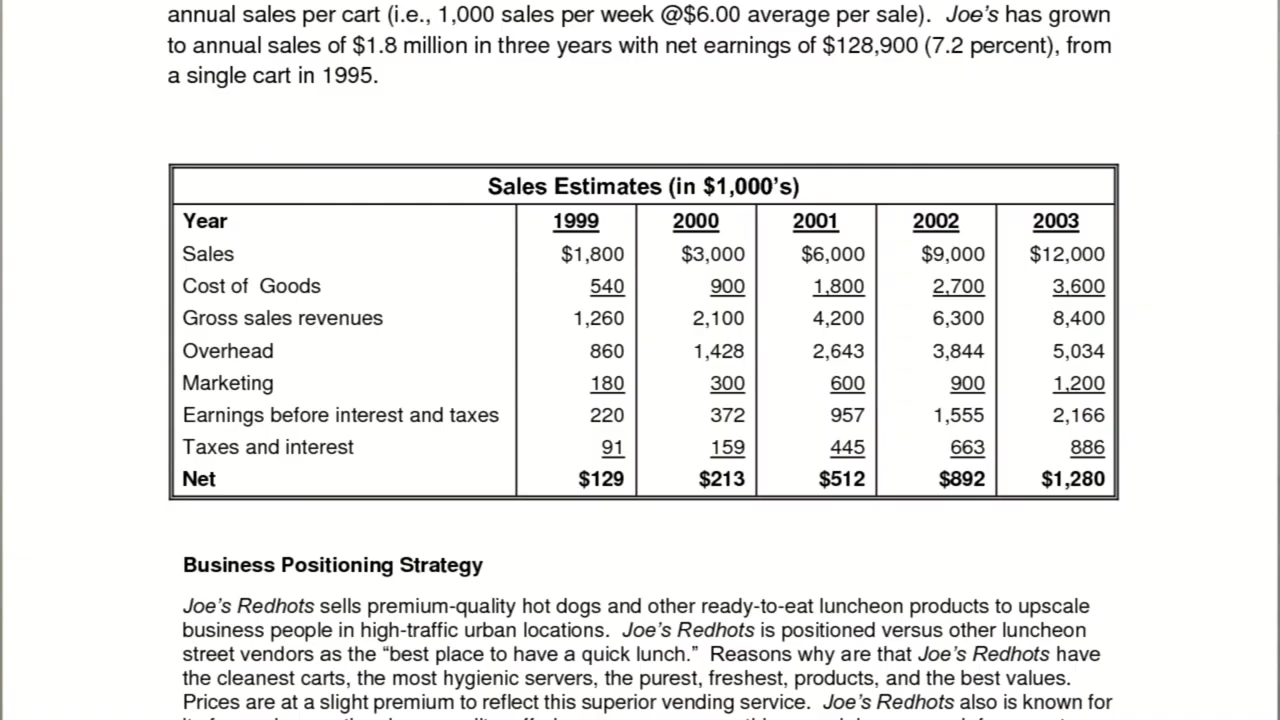 annual sales per cart (i.e., 1,000 sales per week @$6.00 average per sale). Joe's has grown
to annual sales of $1.8 million in three years with net earnings of $128,900 (7.2 percent), from
a single cart in 1995.
Sales Estimates (in $1,000's)
Year 1999 2000 2001 2002 2003
Sales $1,800 $3,000 $6,000 $9,000 $12,000
Cost of Goods 540 900 1,800 2,700 3,600
Gross sales revenues 1,260 2,100 4,200 6,300 8,400
Overhead 860 1,428 2,643 3,844 5,034
Marketing 180 300 600 900 1,200
Earnings before interest and taxes 220 372 957 1,555 2,166
Taxes and interest 91 159 445 663 886
Net $129 $213 $512 $892 $1,280
Business Positioning Strategy
Joe's Redhots sells premium-quality hot dogs and other ready-to-eat luncheon products to upscale
business people in high-traffic urban locations. Joe's Redhots is positioned versus other luncheon
street vendors as the “best place to have a quick lunch.” Reasons why are that Joe's Redhots have
the cleanest carts, the most hygienic servers, the purest, freshest, products, and the best values.
Prices are at a slight premium to reflect this superior vending service. Joe's Redhots also is known for